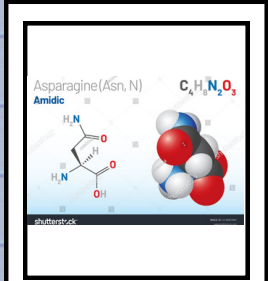 Asparagine (Asn, N)
Amidic
C4H8N2O3
H2N
O
H
H2N
O
OH
shutterstock